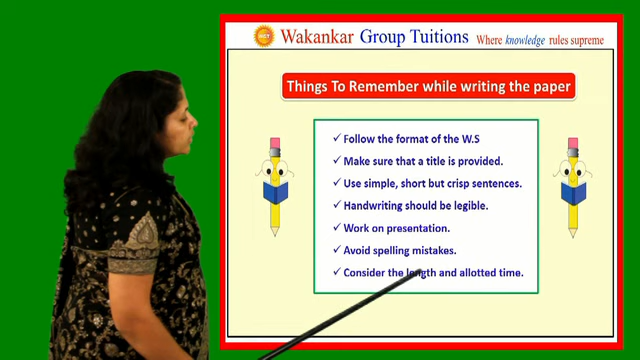 WGT
Wakankar Group Tuitions Where knowledge rules supreme
Things To Remember while writing the paper
✓ Follow the format of the W.S
✓ Make sure that a title is provided.
✓ Use simple, short but crisp sentences.
✓ Handwriting should be legible.
✓ Work on presentation.
✓ Avoid spelling mistakes.
✓ Consider the length and allotted time.